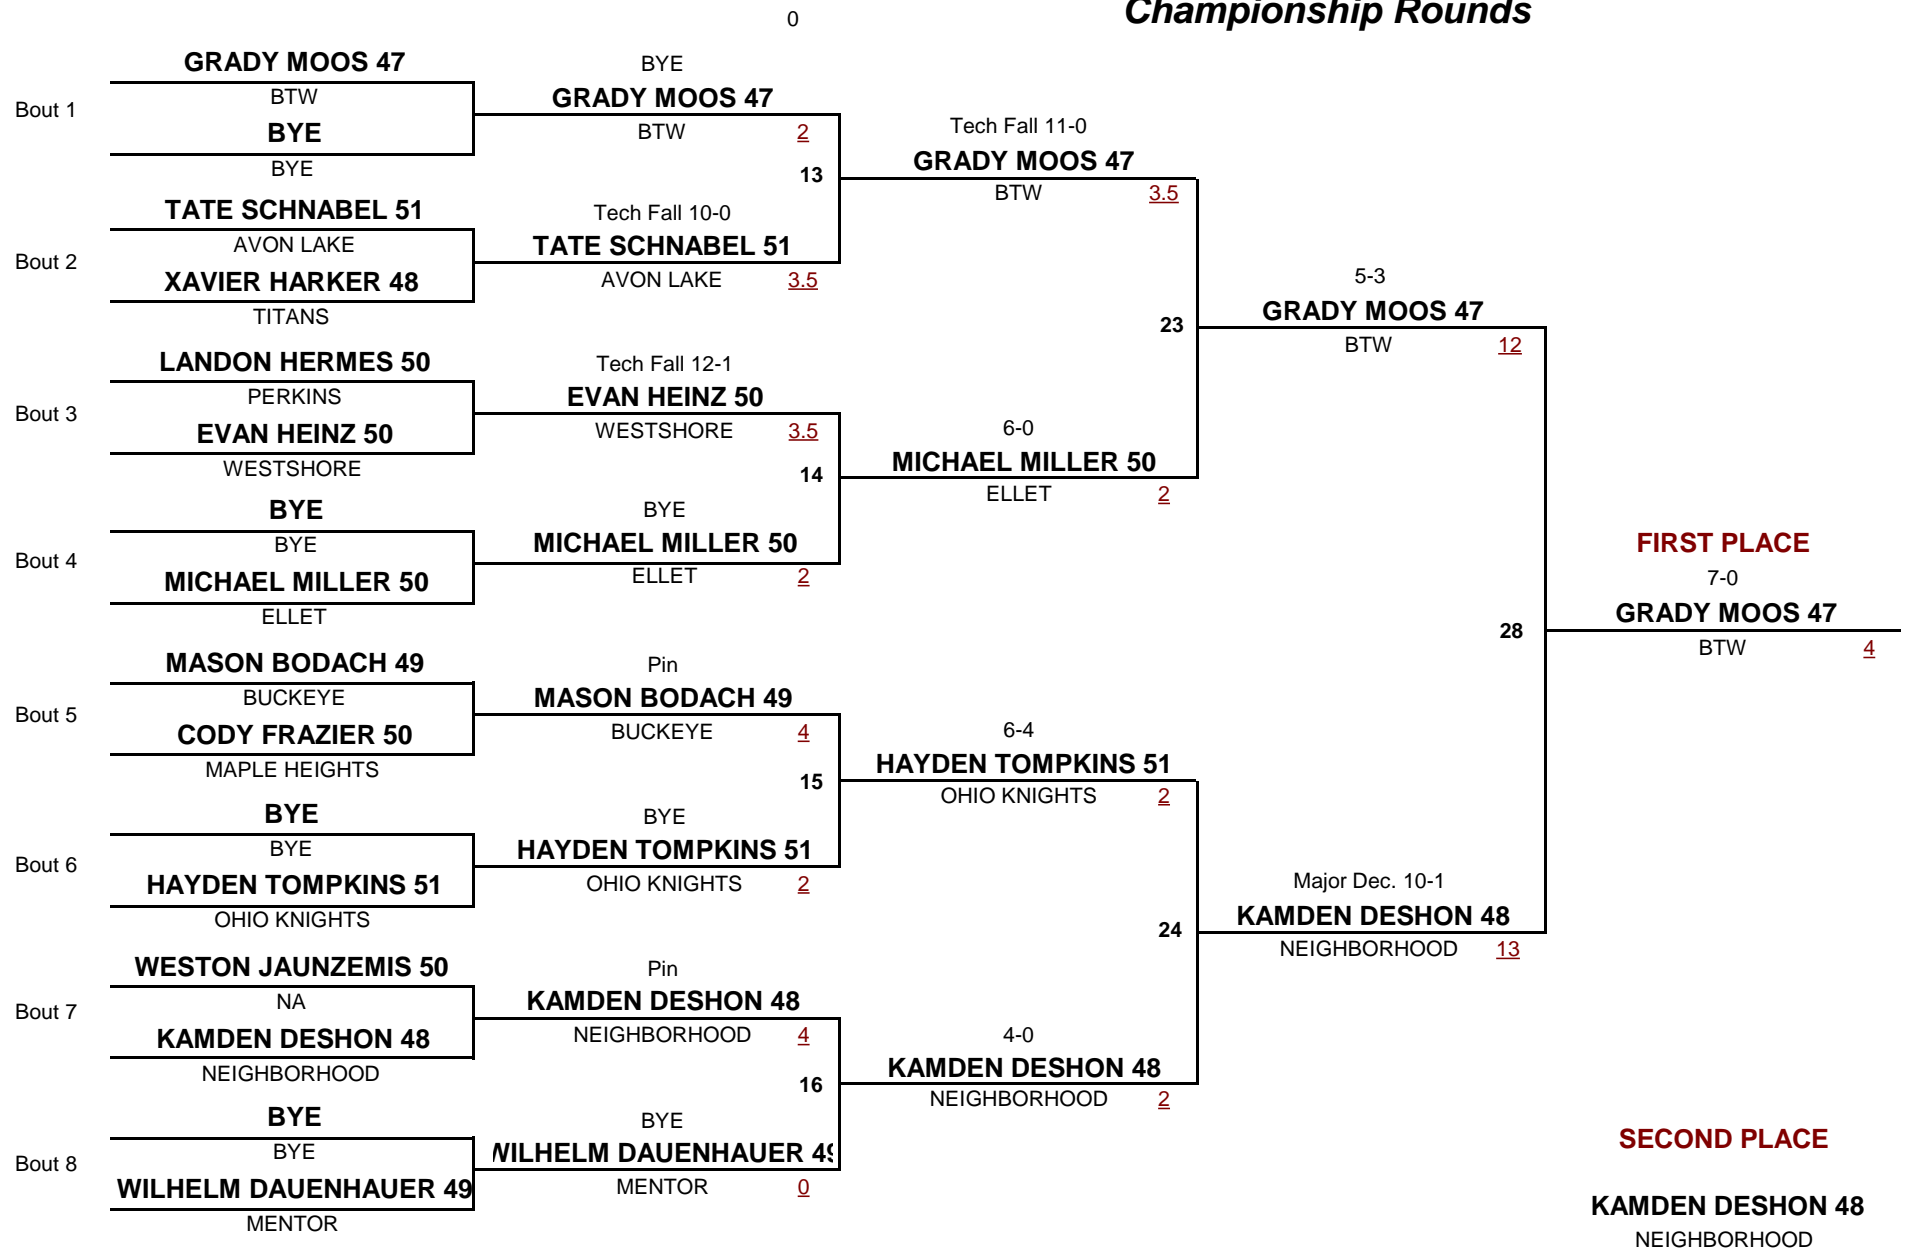 0
Championship Rounds
GRADY MOOS 47
BTW
Bout 1
BYE
BYE
TATE SCHNABEL 51
AVON LAKE
Bout 2
XAVIER HARKER 48
TITANS
LANDON HERMES 50
PERKINS
Bout 3
EVAN HEINZ 50
WESTSHORE
BYE
BYE
Bout 4
MICHAEL MILLER 50
ELLET
MASON BODACH 49
BUCKEYE
Bout 5
CODY FRAZIER 50
MAPLE HEIGHTS
BYE
BYE
Bout 6
HAYDEN TOMPKINS 51
OHIO KNIGHTS
WESTON JAUNZEMIS 50
NA
Bout 7
KAMDEN DESHON 48
NEIGHBORHOOD
BYE
BYE
Bout 8
WILHELM DAUENHAUER 49
MENTOR
BYE
GRADY MOOS 47
BTW 2
13
Tech Fall 10-0
TATE SCHNABEL 51
AVON LAKE 3.5
Tech Fall 12-1
EVAN HEINZ 50
WESTSHORE 3.5
14
BYE
MICHAEL MILLER 50
ELLET 2
Pin
MASON BODACH 49
BUCKEYE 4
15
BYE
HAYDEN TOMPKINS 51
OHIO KNIGHTS 2
Pin
KAMDEN DESHON 48
NEIGHBORHOOD 4
16
BYE
WILHELM DAUENHAUER 49
MENTOR 0
Tech Fall 11-0
GRADY MOOS 47
BTW 3.5
23
6-0
MICHAEL MILLER 50
ELLET 2
6-4
HAYDEN TOMPKINS 51
OHIO KNIGHTS 2
24
4-0
KAMDEN DESHON 48
NEIGHBORHOOD 2
5-3
GRADY MOOS 47
BTW 12
28
Major Dec. 10-1
KAMDEN DESHON 48
NEIGHBORHOOD 13
FIRST PLACE
7-0
GRADY MOOS 47
BTW 4
SECOND PLACE
KAMDEN DESHON 48
NEIGHBORHOOD